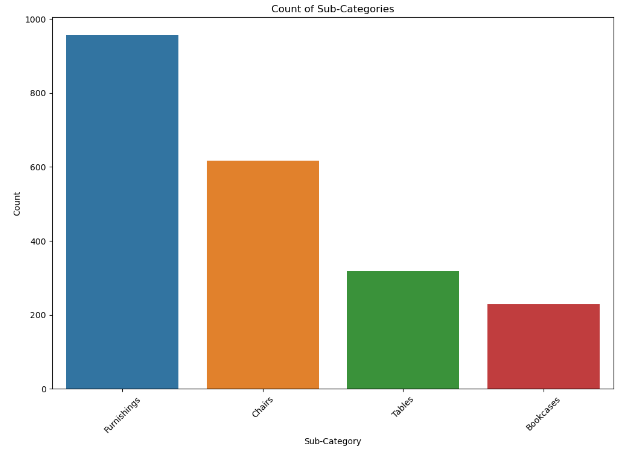 Count of Sub-Categories
1000
800
600
400
200
0
Count
Furnishings
Chairs
Tables
Bookcases
Sub-Category